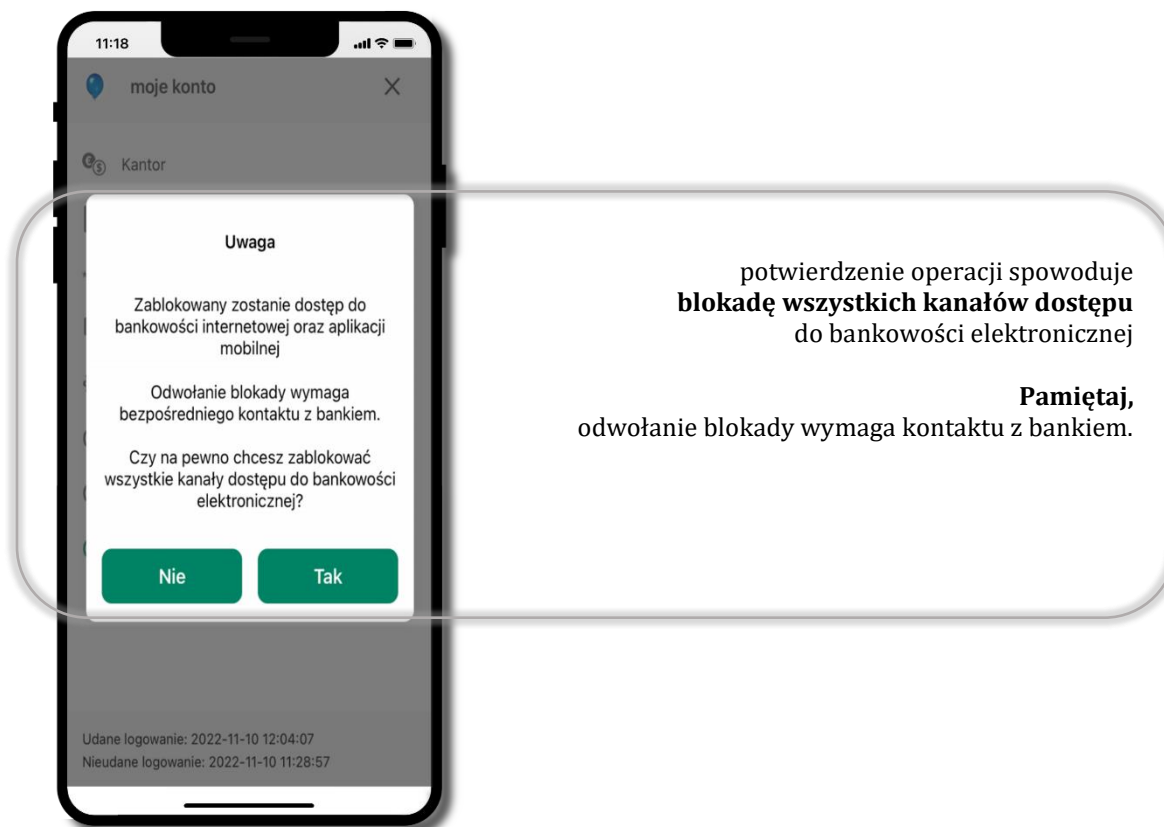 11:18
moje konto
Kantor
Uwaga
Zablokowany zostanie dostęp do
bankowości internetowej oraz aplikacji
mobilnej
Odwołanie blokady wymaga
bezpośredniego kontaktu z bankiem.
Czy na pewno chcesz zablokować
wszystkie kanały dostępu do bankowości
elektronicznej?
Nie
Tak
Udane logowanie: 2022-11-10 12:04:07
Nieudane logowanie: 2022-11-10 11:28:57
potwierdzenie operacji spowoduje
blokadę wszystkich kanałów dostępu
do bankowości elektronicznej
Pamiętaj,
odwołanie blokady wymaga kontaktu z bankiem.